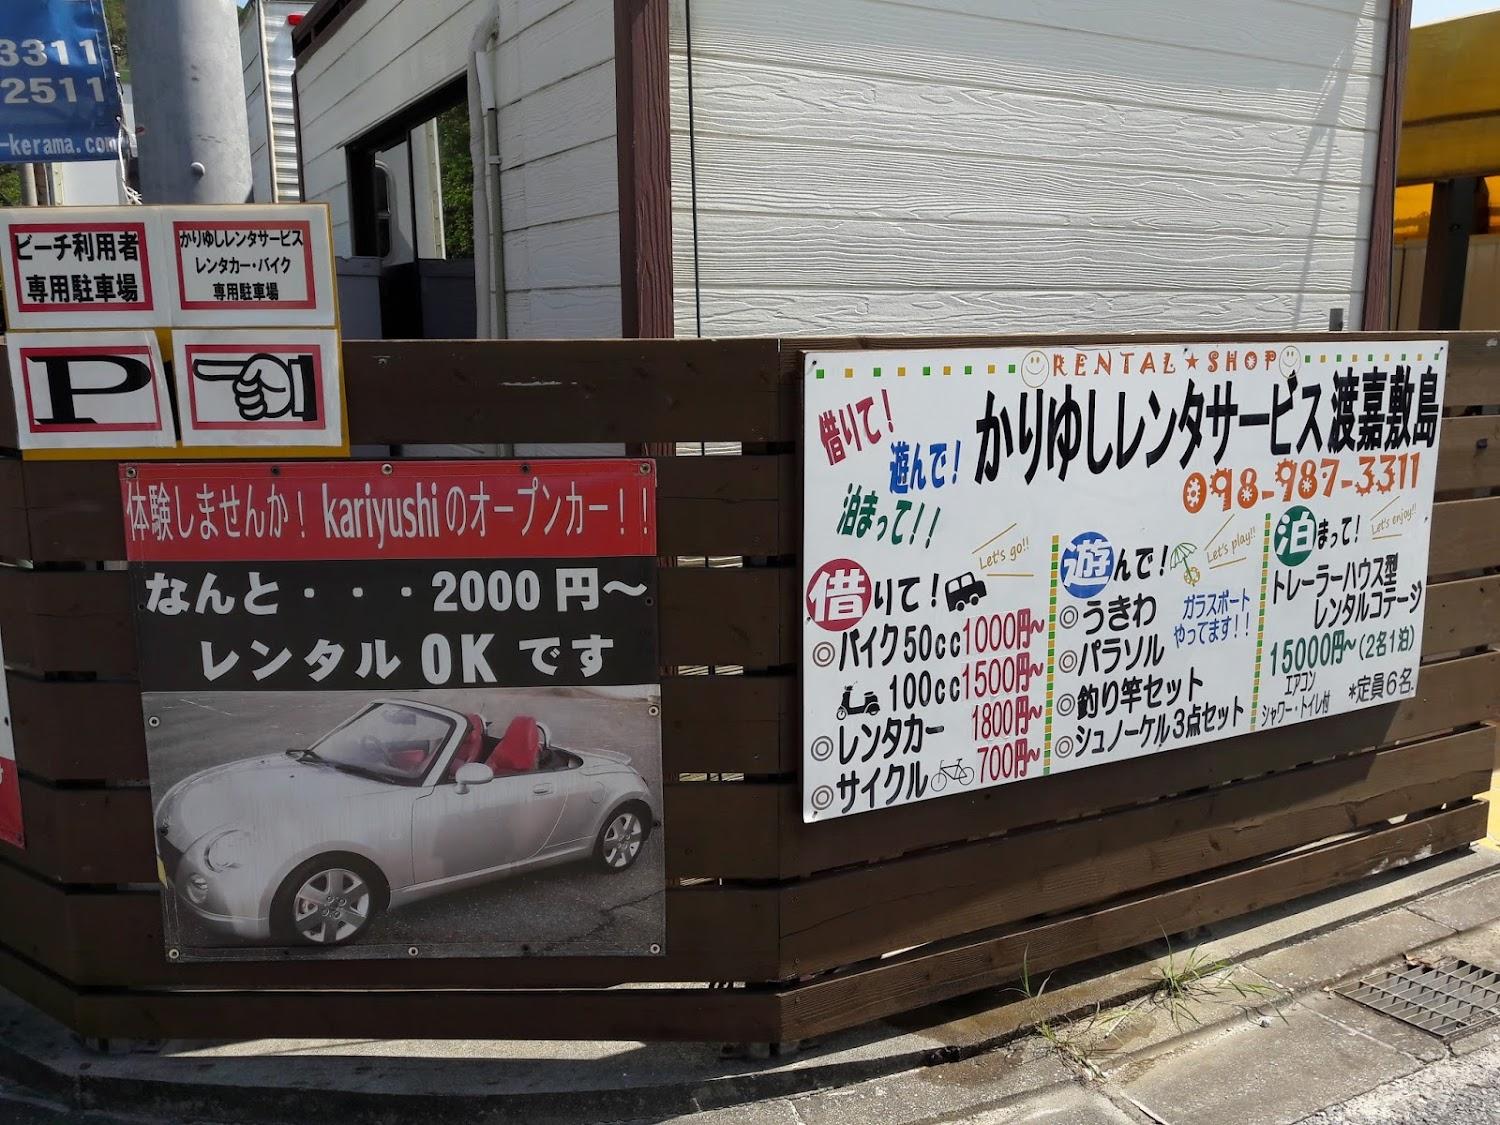 3311
2511
-kerama.com
ビーチ利用者
専用駐車場
かりゆしレンタサービス
レンタカー・バイク
専用駐車場
P
体験しませんか！kariyushiのオープンカー！！
なんと・・・2000円～
レンタルOKです
RENTAL★SHOP
かりゆしレンタサービス渡嘉敷島
098-987-3311
借りて！
遊んで！
泊まって！！
借りて！
Let's go!!
◎バイク50cc1000円～
100cc1500円～
◎レンタカー 1800円～
◎サイクル 700円～
遊んで！
Let's play!!
◎うきわ
◎パラソル
◎釣り竿セット
◎シュノーケル3点セット
ガラスボート
やってます！！
泊まって！
Let's enjoy!!
トレーラーハウス型
レンタルコテージ
15000円～(2名1泊)
エアコン
シャワー・トイレ付
*定員6名.